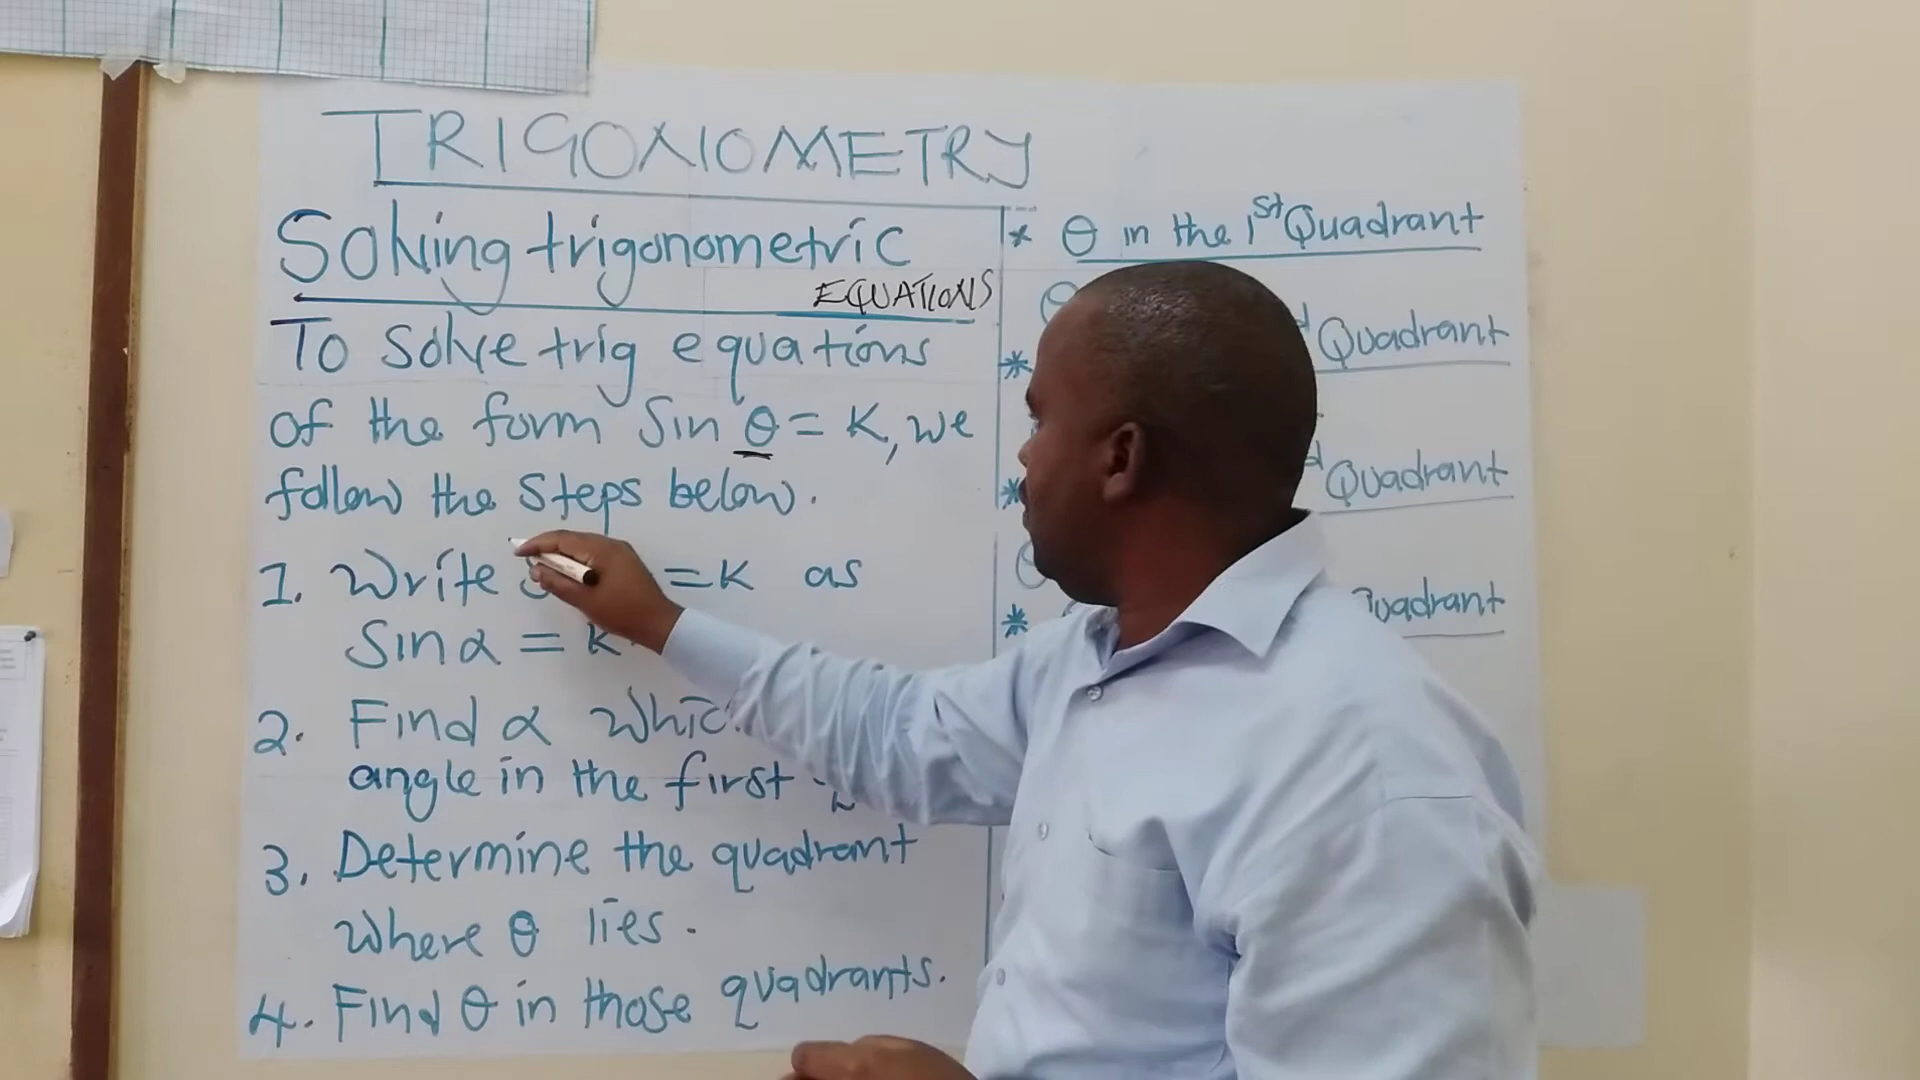 TRIGONOMETRY
Solving trigonometric
EQUATIONS
To Solve trig equations
of the form Sin θ = K, we
follow the Steps below.
1. Write = K as
Sin α = K
2. Find α
angle in the first
3. Determine the quadrant
where θ lies.
4. Find θ in those quadrants.
* θ in the 1st Quadrant
* Quadrant
* Quadrant
* Quadrant